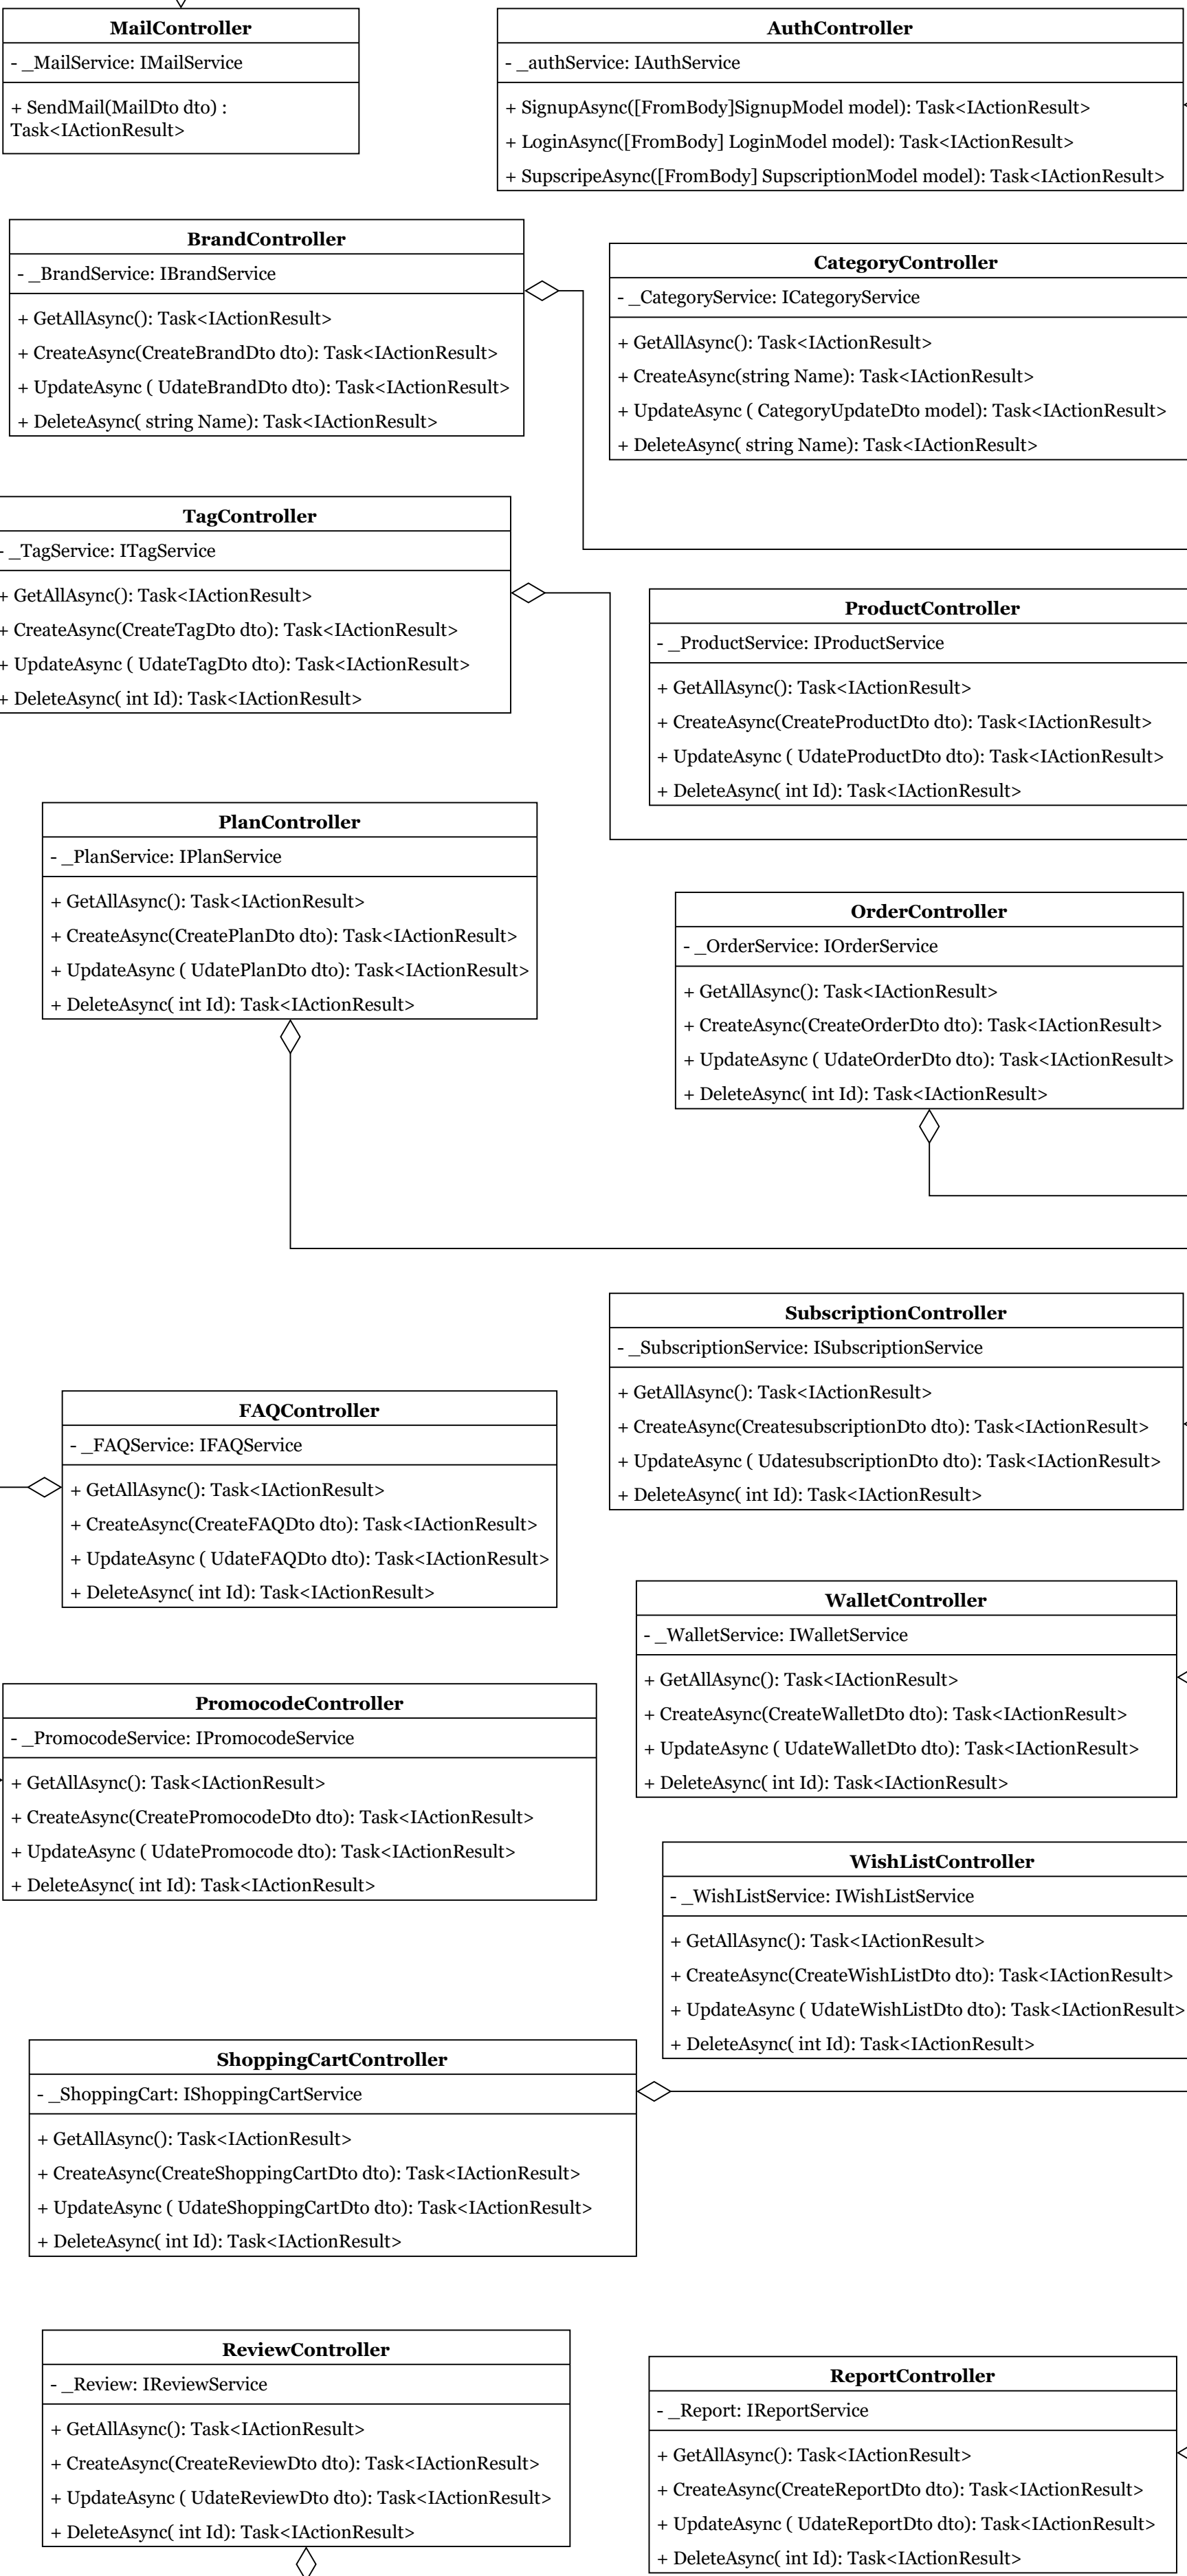 MailController
- _MailService: IMailService
+ SendMail(MailDto dto) :
Task<IActionResult>
AuthController
- _authService: IAuthService
+ SignupAsync([FromBody]SignupModel model): Task<IActionResult>
+ LoginAsync([FromBody] LoginModel model): Task<IActionResult>
+ SupscripeAsync([FromBody] SupscriptionModel model): Task<IActionResult>
BrandController
- _BrandService: IBrandService
+ GetAllAsync(): Task<IActionResult>
+ CreateAsync(CreateBrandDto dto): Task<IActionResult>
+ UpdateAsync ( UdateBrandDto dto): Task<IActionResult>
+ DeleteAsync( string Name): Task<IActionResult>
CategoryController
- _CategoryService: ICategoryService
+ GetAllAsync(): Task<IActionResult>
+ CreateAsync(string Name): Task<IActionResult>
+ UpdateAsync ( CategoryUpdateDto model): Task<IActionResult>
+ DeleteAsync( string Name): Task<IActionResult>
TagController
- _TagService: ITagService
+ GetAllAsync(): Task<IActionResult>
+ CreateAsync(CreateTagDto dto): Task<IActionResult>
+ UpdateAsync ( UdateTagDto dto): Task<IActionResult>
+ DeleteAsync( int Id): Task<IActionResult>
ProductController
- _ProductService: IProductService
+ GetAllAsync(): Task<IActionResult>
+ CreateAsync(CreateProductDto dto): Task<IActionResult>
+ UpdateAsync ( UdateProductDto dto): Task<IActionResult>
+ DeleteAsync( int Id): Task<IActionResult>
PlanController
- _PlanService: IPlanService
+ GetAllAsync(): Task<IActionResult>
+ CreateAsync(CreatePlanDto dto): Task<IActionResult>
+ UpdateAsync ( UdatePlanDto dto): Task<IActionResult>
+ DeleteAsync( int Id): Task<IActionResult>
OrderController
- _OrderService: IOrderService
+ GetAllAsync(): Task<IActionResult>
+ CreateAsync(CreateOrderDto dto): Task<IActionResult>
+ UpdateAsync ( UdateOrderDto dto): Task<IActionResult>
+ DeleteAsync( int Id): Task<IActionResult>
SubscriptionController
- _SubscriptionService: ISubscriptionService
+ GetAllAsync(): Task<IActionResult>
+ CreateAsync(CreatesubscriptionDto dto): Task<IActionResult>
+ UpdateAsync ( UdatesubscriptionDto dto): Task<IActionResult>
+ DeleteAsync( int Id): Task<IActionResult>
FAQController
- _FAQService: IFAQService
+ GetAllAsync(): Task<IActionResult>
+ CreateAsync(CreateFAQDto dto): Task<IActionResult>
+ UpdateAsync ( UdateFAQDto dto): Task<IActionResult>
+ DeleteAsync( int Id): Task<IActionResult>
WalletController
- _WalletService: IWalletService
+ GetAllAsync(): Task<IActionResult>
+ CreateAsync(CreateWalletDto dto): Task<IActionResult>
+ UpdateAsync ( UdateWalletDto dto): Task<IActionResult>
+ DeleteAsync( int Id): Task<IActionResult>
PromocodeController
- _PromocodeService: IPromocodeService
+ GetAllAsync(): Task<IActionResult>
+ CreateAsync(CreatePromocodeDto dto): Task<IActionResult>
+ UpdateAsync ( UdatePromocode dto): Task<IActionResult>
+ DeleteAsync( int Id): Task<IActionResult>
WishListController
- _WishListService: IWishListService
+ GetAllAsync(): Task<IActionResult>
+ CreateAsync(CreateWishListDto dto): Task<IActionResult>
+ UpdateAsync ( UdateWishListDto dto): Task<IActionResult>
+ DeleteAsync( int Id): Task<IActionResult>
ShoppingCartController
- _ShoppingCart: IShoppingCartService
+ GetAllAsync(): Task<IActionResult>
+ CreateAsync(CreateShoppingCartDto dto): Task<IActionResult>
+ UpdateAsync ( UdateShoppingCartDto dto): Task<IActionResult>
+ DeleteAsync( int Id): Task<IActionResult>
ReviewController
- _Review: IReviewService
+ GetAllAsync(): Task<IActionResult>
+ CreateAsync(CreateReviewDto dto): Task<IActionResult>
+ UpdateAsync ( UdateReviewDto dto): Task<IActionResult>
+ DeleteAsync( int Id): Task<IActionResult>
ReportController
- _Report: IReportService
+ GetAllAsync(): Task<IActionResult>
+ CreateAsync(CreateReportDto dto): Task<IActionResult>
+ UpdateAsync ( UdateReportDto dto): Task<IActionResult>
+ DeleteAsync( int Id): Task<IActionResult>